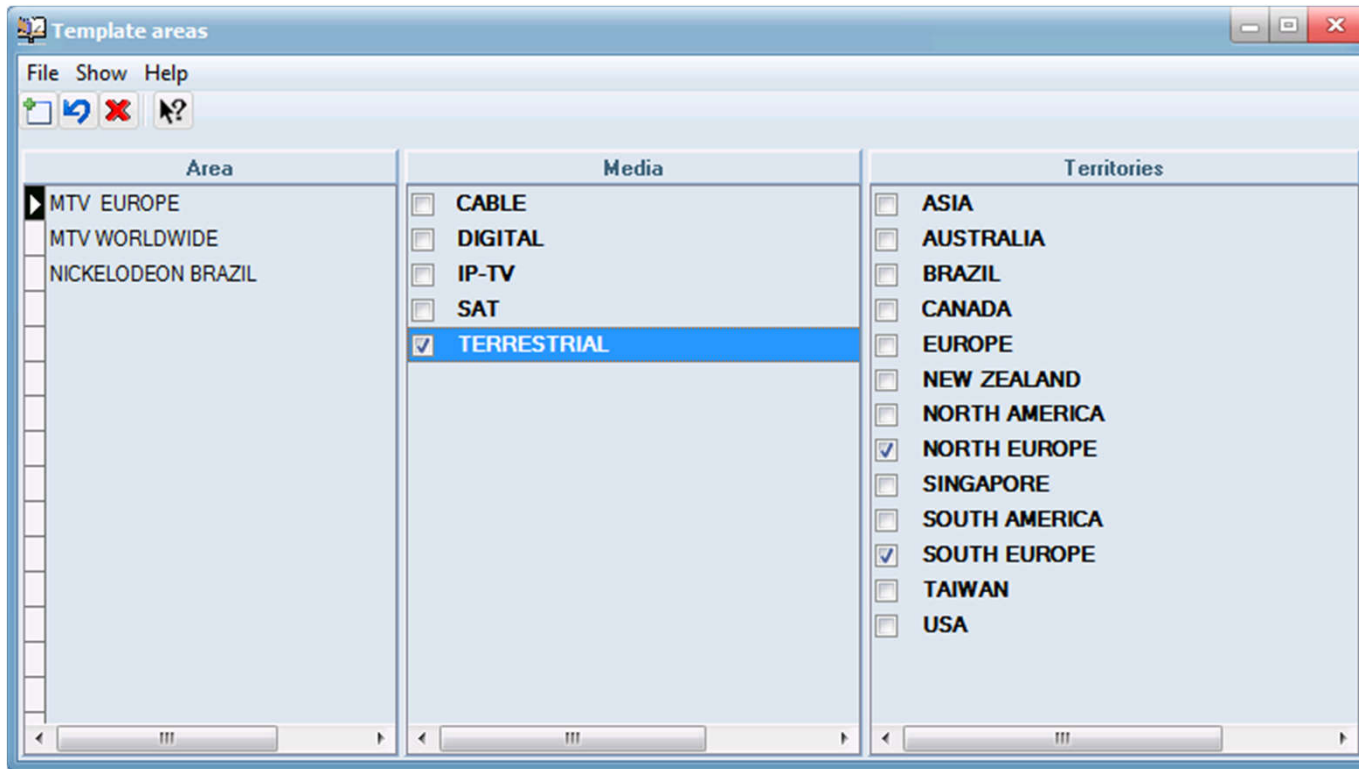 Template areas
File Show Help
Area
MTV EUROPE
MTV WORLDWIDE
NICKELODEON BRAZIL
Media
CABLE
DIGITAL
IP-TV
SAT
TERRESTRIAL
Territories
ASIA
AUSTRALIA
BRAZIL
CANADA
EUROPE
NEW ZEALAND
NORTH AMERICA
NORTH EUROPE
SINGAPORE
SOUTH AMERICA
SOUTH EUROPE
TAIWAN
USA